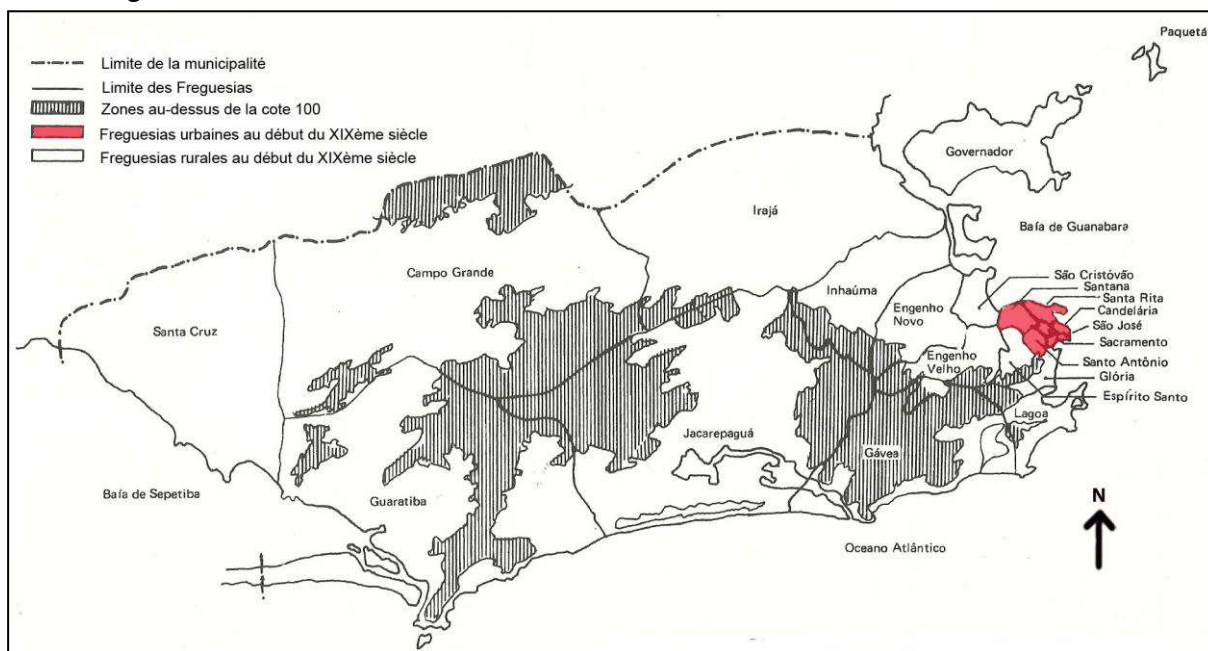 Paquetá
Limite de la municipalité
Limite des Freguesias
Zones au-dessus de la cote 100
Freguesias urbaines au début du XIXème siècle
Freguesias rurales au début du XIXème siècle
Governador
Irajá
Baía de Guanabara
Campo Grande
São Cristóvão
Santana
Inhaúma
Santa Rita
Engenho
Novo
Candelária
São José
Santa Cruz
Sacramento
Engenho
Velho
Santo Antônio
Glória
Espírito Santo
Lagoa
Jacarepaguá
Gávea
Baía de Sepetiba
Guaratiba
N
Oceano Atlântico